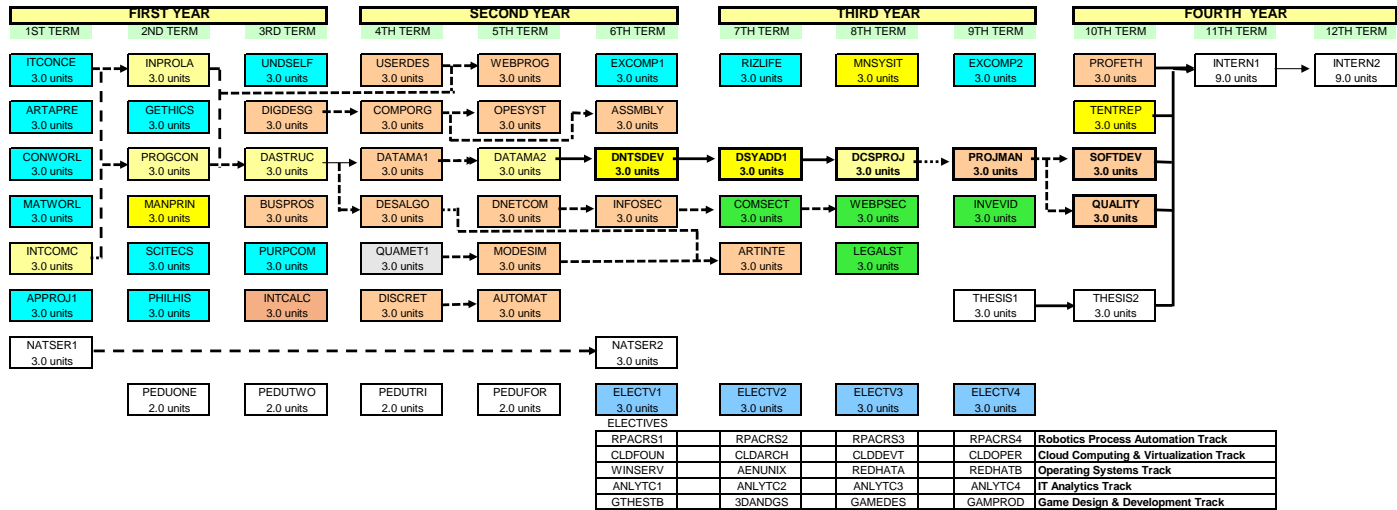 FIRST YEAR SECOND YEAR THIRD YEAR FOURTH YEAR
1ST TERM 2ND TERM 3RD TERM 4TH TERM 5TH TERM 6TH TERM 7TH TERM 8TH TERM 9TH TERM 10TH TERM 11TH TERM 12TH TERM
ITCONCE INPROLA UNDSELF USERDES WEBPROG EXCOMP1 RIZLIFE MNSYSIT EXCOMP2 PROFETH INTERN1 INTERN2
3.0 units 3.0 units 3.0 units 3.0 units 3.0 units 3.0 units 3.0 units 3.0 units 3.0 units 3.0 units 9.0 units 9.0 units
ARTAPRE GETHICS DIGDESG COMPORG OPESYST ASSMBLY TENTREP
3.0 units 3.0 units 3.0 units 3.0 units 3.0 units 3.0 units 3.0 units
CONWORL PROGCON DASTRUC DATAMA1 DATAMA2 DNTSDEV DSYADD1 DCSPROJ PROJMAN SOFTDEV
3.0 units 3.0 units 3.0 units 3.0 units 3.0 units 3.0 units 3.0 units 3.0 units 3.0 units 3.0 units
MATWORL MANPRIN BUSPROS DESALGO DNETCOM INFOSEC COMSECT WEBPSEC INVEVID QUALITY
3.0 units 3.0 units 3.0 units 3.0 units 3.0 units 3.0 units 3.0 units 3.0 units 3.0 units 3.0 units
INTCOMC SCITECS PURPCOM QUAMET1 MODESIM ARTINTE LEGALST
3.0 units 3.0 units 3.0 units 3.0 units 3.0 units 3.0 units 3.0 units
APPROJ1 PHILHIS INTCALC DISCRET AUTOMAT THESIS1 THESIS2
3.0 units 3.0 units 3.0 units 3.0 units 3.0 units 3.0 units 3.0 units
NATSER1 NATSER2
3.0 units 3.0 units
PEDUONE PEDUTWO PEDUTRI PEDUFOR ELECTV1 ELECTV2 ELECTV3 ELECTV4
2.0 units 2.0 units 2.0 units 2.0 units 3.0 units 3.0 units 3.0 units 3.0 units
ELECTIVES
RPACRS1 RPACRS2 RPACRS3 RPACRS4 Robotics Process Automation Track
CLDFOUN CLDARCH CLDDEVT CLDOPER Cloud Computing & Virtualization Track
WINSERV AENUNIX REDHATA REDHATB Operating Systems Track
ANLYTC1 ANLYTC2 ANLYTC3 ANLYTC4 IT Analytics Track
GTHESTB 3DANDGS GAMEDES GAMPROD Game Design & Development Track